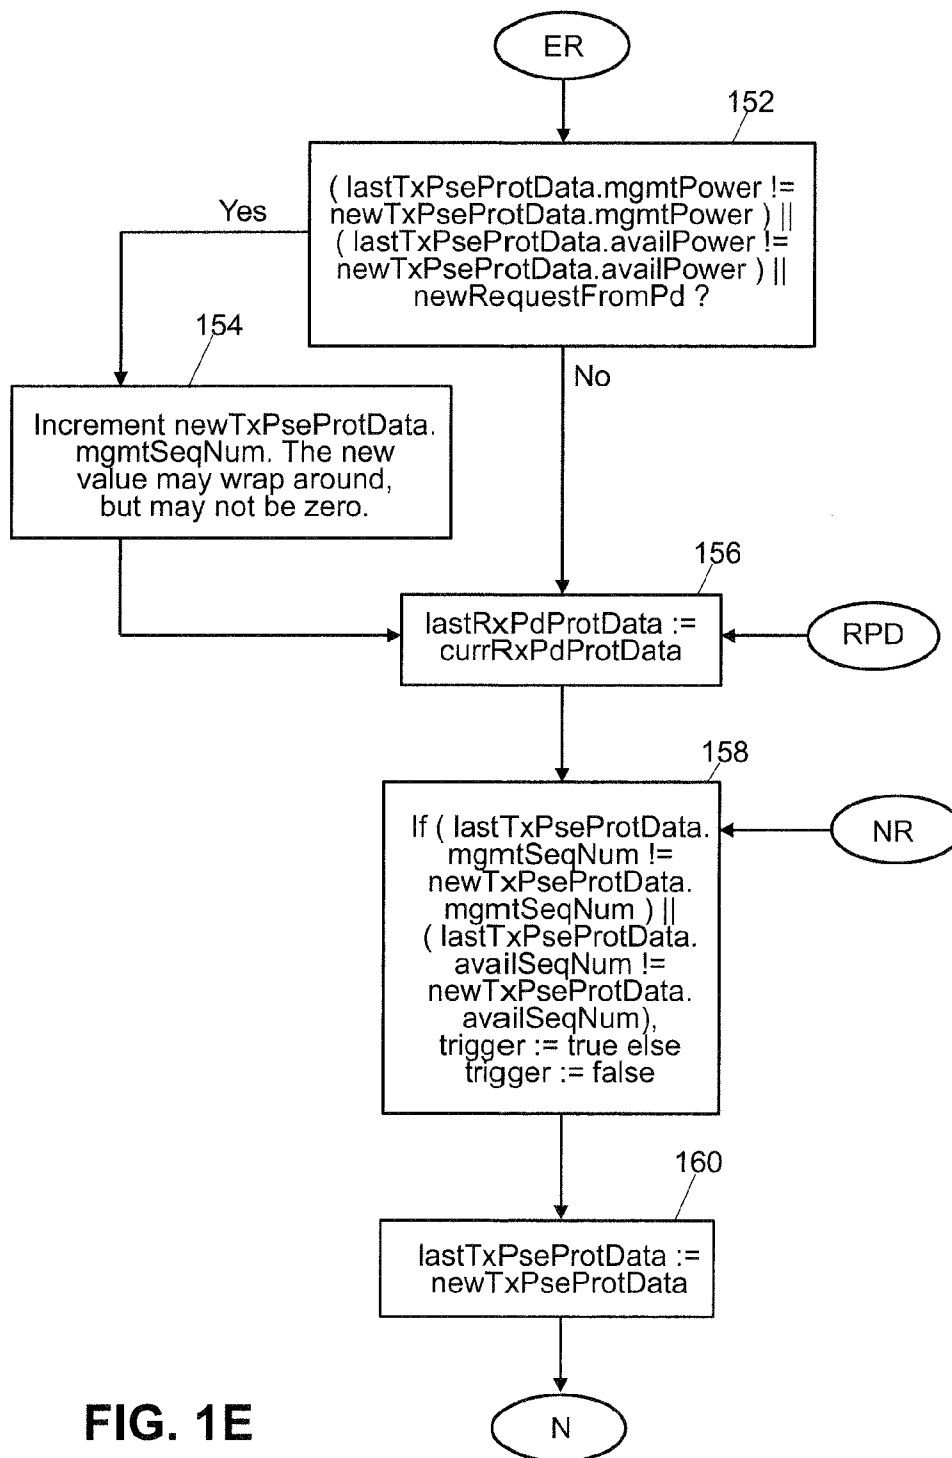 ER
152
( lastTxPseProtData.mgmtPower !=
newTxPseProtData.mgmtPower ) ||
( lastTxPseProtData.availPower !=
newTxPseProtData.availPower ) ||
newRequestFromPd ?
Yes
No
154
Increment newTxPseProtData.
mgmtSeqNum. The new
value may wrap around,
but may not be zero.
156
lastRxPdProtData :=
currRxPdProtData
RPD
158
If ( lastTxPseProtData.
mgmtSeqNum !=
newTxPseProtData.
mgmtSeqNum ) ||
( lastTxPseProtData.
availSeqNum !=
newTxPseProtData.
availSeqNum),
trigger := true else
trigger := false
NR
160
lastTxPseProtData :=
newTxPseProtData
N
FIG. 1E